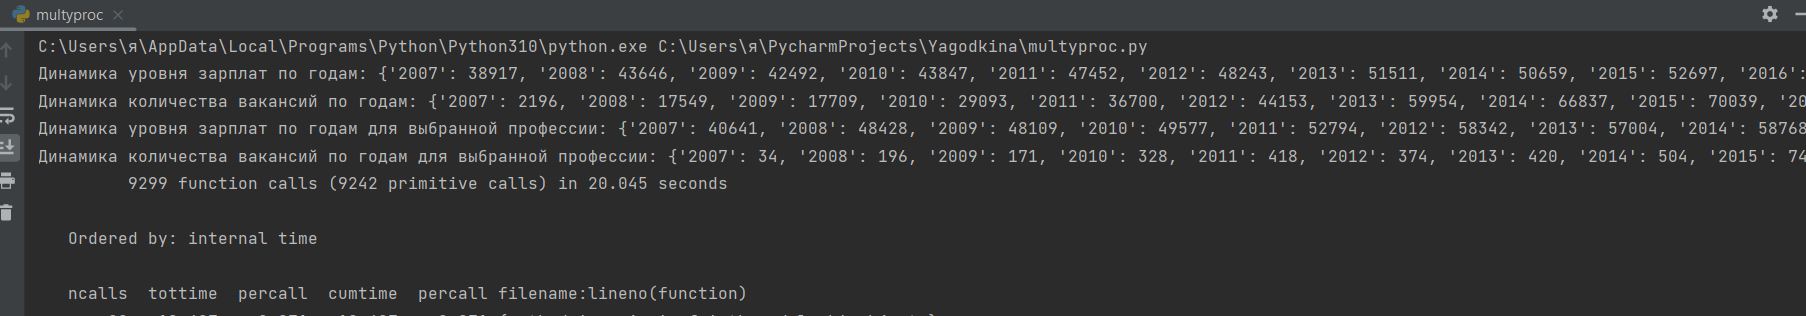 multyproc
C:\Users\я\AppData\Local\Programs\Python\Python310\python.exe C:\Users\я\PycharmProjects\Yagodkina\multyproc.py
Динамика уровня зарплат по годам: {'2007': 38917, '2008': 43646, '2009': 42492, '2010': 43847, '2011': 47452, '2012': 48243, '2013': 51511, '2014': 50659, '2015': 52697, '2016':
Динамика количества вакансий по годам: {'2007': 2196, '2008': 17549, '2009': 17709, '2010': 29093, '2011': 36700, '2012': 44153, '2013': 59954, '2014': 66837, '2015': 70039, '20
Динамика уровня зарплат по годам для выбранной профессии: {'2007': 40641, '2008': 48428, '2009': 48109, '2010': 49577, '2011': 52794, '2012': 58342, '2013': 57004, '2014': 58768
Динамика количества вакансий по годам для выбранной профессии: {'2007': 34, '2008': 196, '2009': 171, '2010': 328, '2011': 418, '2012': 374, '2013': 420, '2014': 504, '2015': 74
9299 function calls (9242 primitive calls) in 20.045 seconds
Ordered by: internal time
ncalls tottime percall cumtime percall filename:lineno(function)